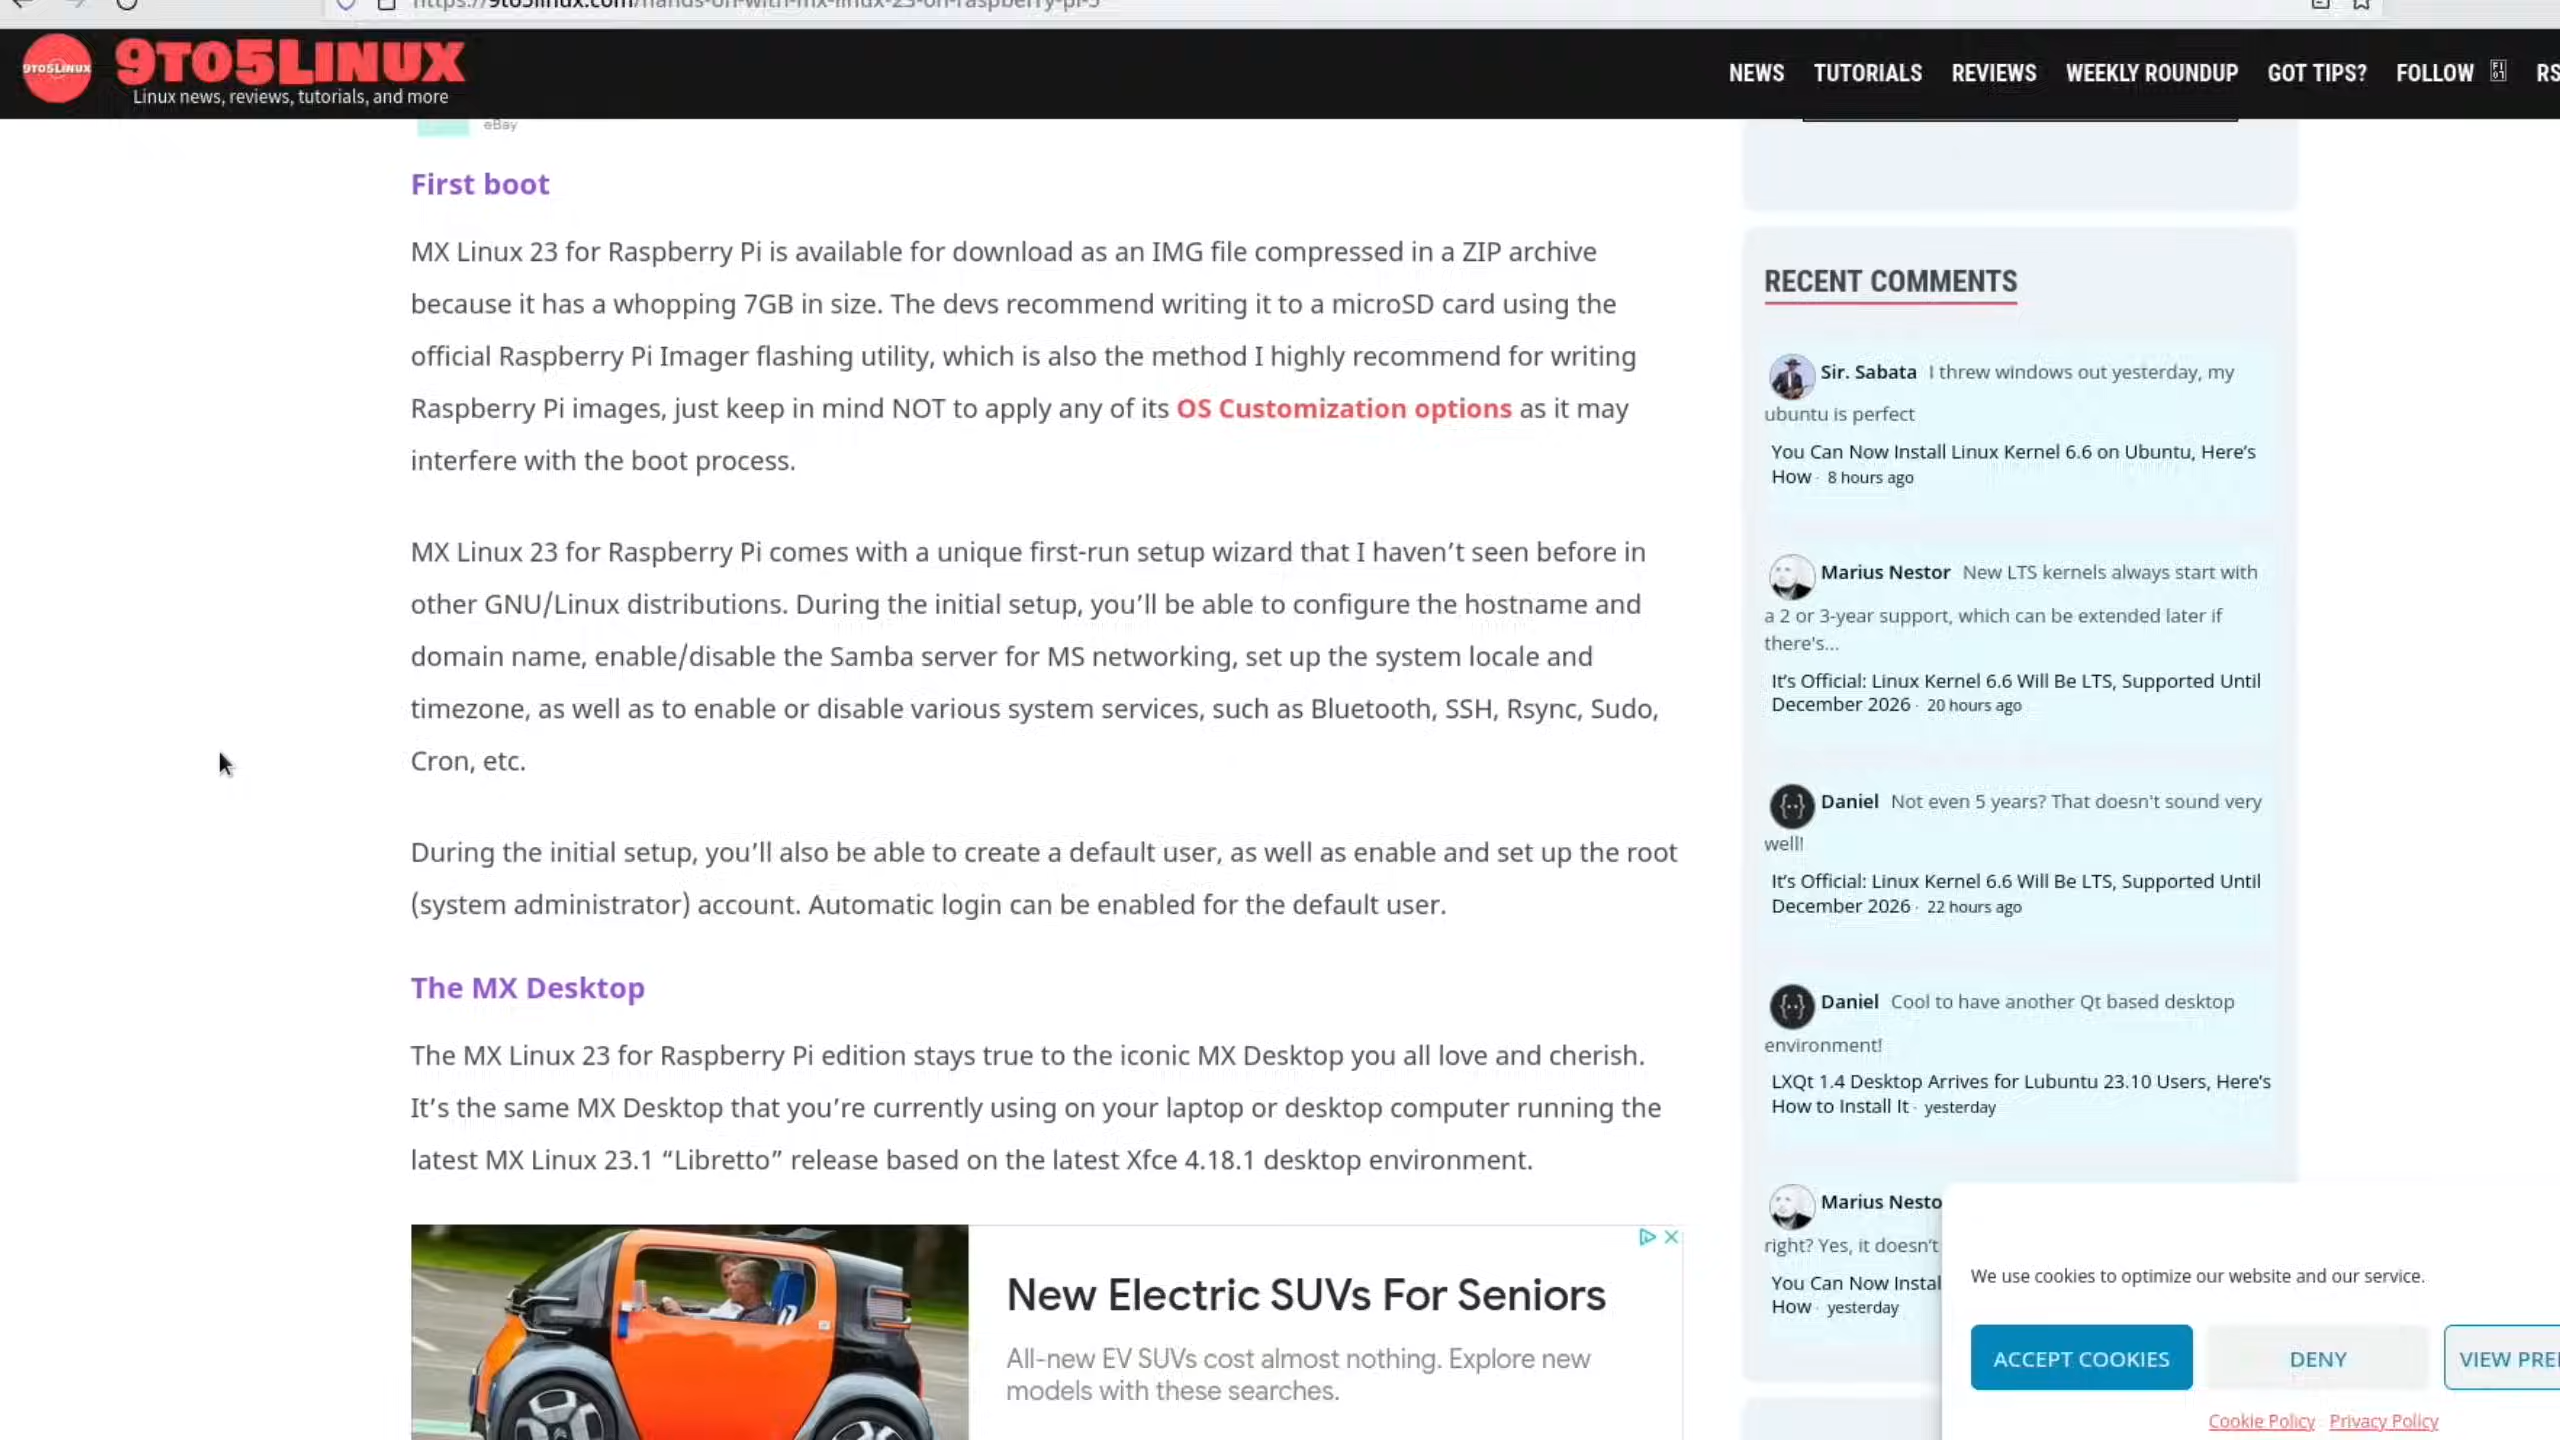 https://9to5linux.com/hands-on-with-mx-linux-23-on-raspberry-pi-5
9TO5LINUX
9TO5LINUX
Linux news, reviews, tutorials, and more
NEWS TUTORIALS REVIEWS WEEKLY ROUNDUP GOT TIPS? FOLLOW RS
eBay
First boot
MX Linux 23 for Raspberry Pi is available for download as an IMG file compressed in a ZIP archive
because it has a whopping 7GB in size. The devs recommend writing it to a microSD card using the
official Raspberry Pi Imager flashing utility, which is also the method I highly recommend for writing
Raspberry Pi images, just keep in mind NOT to apply any of its OS Customization options as it may
interfere with the boot process.
MX Linux 23 for Raspberry Pi comes with a unique first-run setup wizard that I haven’t seen before in
other GNU/Linux distributions. During the initial setup, you’ll be able to configure the hostname and
domain name, enable/disable the Samba server for MS networking, set up the system locale and
timezone, as well as to enable or disable various system services, such as Bluetooth, SSH, Rsync, Sudo,
Cron, etc.
During the initial setup, you’ll also be able to create a default user, as well as enable and set up the root
(system administrator) account. Automatic login can be enabled for the default user.
The MX Desktop
The MX Linux 23 for Raspberry Pi edition stays true to the iconic MX Desktop you all love and cherish.
It’s the same MX Desktop that you’re currently using on your laptop or desktop computer running the
latest MX Linux 23.1 “Libretto” release based on the latest Xfce 4.18.1 desktop environment.
New Electric SUVs For Seniors
All-new EV SUVs cost almost nothing. Explore new
models with these searches.
RECENT COMMENTS
Sir. Sabata I threw windows out yesterday, my
ubuntu is perfect
You Can Now Install Linux Kernel 6.6 on Ubuntu, Here’s
How · 8 hours ago
Marius Nestor New LTS kernels always start with
a 2 or 3-year support, which can be extended later if
there's...
It’s Official: Linux Kernel 6.6 Will Be LTS, Supported Until
December 2026 · 20 hours ago
Daniel Not even 5 years? That doesn't sound very
well!
It’s Official: Linux Kernel 6.6 Will Be LTS, Supported Until
December 2026 · 22 hours ago
Daniel Cool to have another Qt based desktop
environment!
LXQt 1.4 Desktop Arrives for Lubuntu 23.10 Users, Here’s
How to Install It · yesterday
Marius Nesto
right? Yes, it doesn't
You Can Now Instal
How · yesterday
We use cookies to optimize our website and our service.
ACCEPT COOKIES DENY VIEW PRE
Cookie Policy Privacy Policy